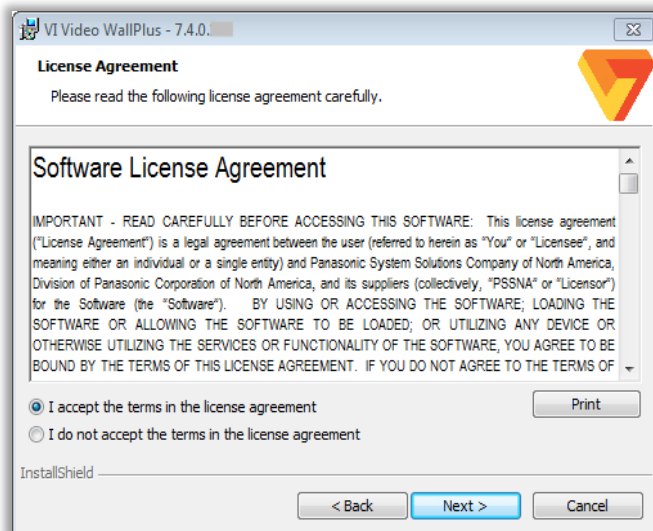 VI Video WallPlus - 7.4.0.
License Agreement
Please read the following license agreement carefully.
Software License Agreement
IMPORTANT - READ CAREFULLY BEFORE ACCESSING THIS SOFTWARE: This license agreement
("License Agreement") is a legal agreement between the user (referred to herein as "You" or "Licensee", and
meaning either an individual or a single entity) and Panasonic System Solutions Company of North America,
Division of Panasonic Corporation of North America, and its suppliers (collectively, "PSSNA" or "Licensor")
for the Software (the "Software"). BY USING OR ACCESSING THE SOFTWARE; LOADING THE
SOFTWARE OR ALLOWING THE SOFTWARE TO BE LOADED; OR UTILIZING ANY DEVICE OR
OTHERWISE UTILIZING THE SERVICES OR FUNCTIONALITY OF THE SOFTWARE, YOU AGREE TO BE
BOUND BY THE TERMS OF THIS LICENSE AGREEMENT. IF YOU DO NOT AGREE TO THE TERMS OF
I accept the terms in the license agreement
Print
I do not accept the terms in the license agreement
InstallShield
< Back Next > Cancel